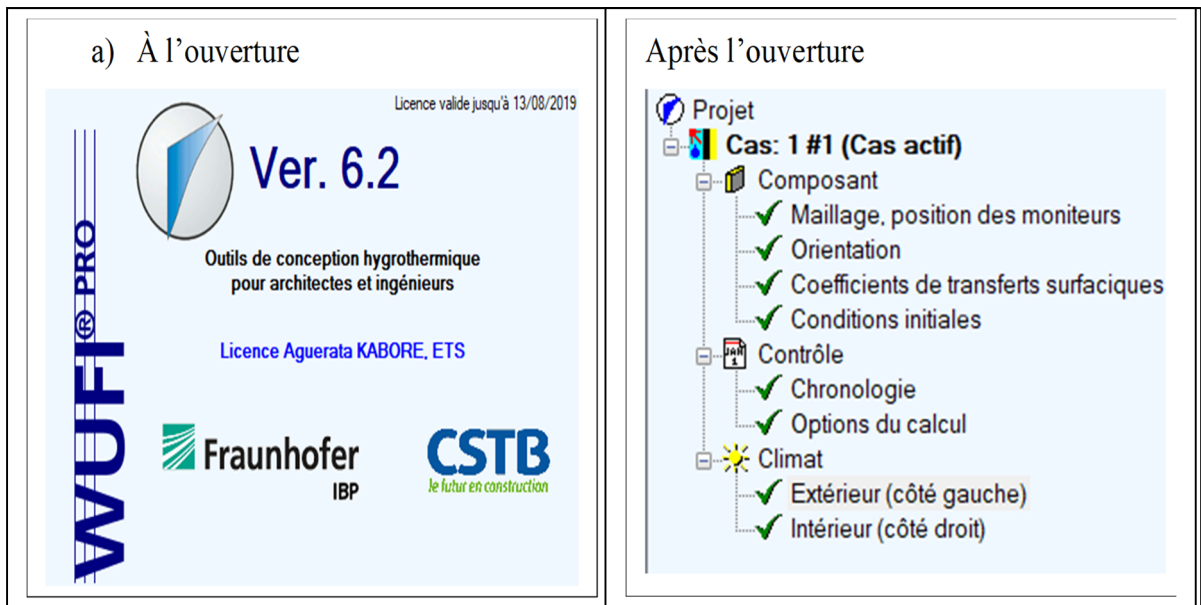 a) À l’ouverture
Licence valide jusqu'à 13/08/2019
Ver. 6.2
WUFI® PRO
Outils de conception hygrothermique
pour architectes et ingénieurs
Licence Aguerata KABORE, ETS
Fraunhofer
IBP
CSTB
le futur en construction
Après l’ouverture
Projet
Cas: 1 #1 (Cas actif)
Composant
Maillage, position des moniteurs
Orientation
Coefficients de transferts surfaciques
Conditions initiales
JAN
1
Contrôle
Chronologie
Options du calcul
Climat
Extérieur (côté gauche)
Intérieur (côté droit)